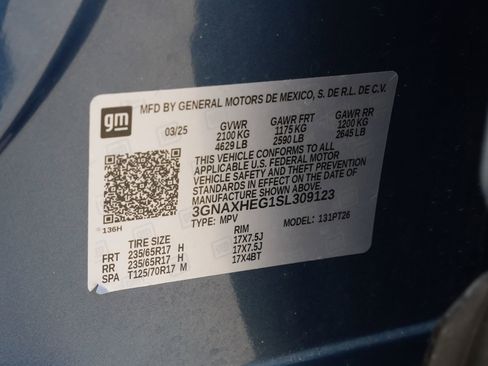 gm
MFD BY GENERAL MOTORS DE MEXICO, S. DE R.L. DE C.V.
03/25 GVWR GAWR FRT GAWR RR
2100 KG 1175 KG 1200 KG
4629 LB 2590 LB 2645 LB
THIS VEHICLE CONFORMS TO ALL
APPLICABLE U.S. FEDERAL MOTOR
VEHICLE SAFETY AND THEFT PREVENTION
STANDARDS IN EFFECT ON THE DATE OF
MANUFACTURE SHOWN ABOVE.
3GNAXHEG1SL309123
136H TYPE: MPV MODEL: 131PT26
TIRE SIZE RIM
FRT 235/65R17 H 17X7.5J
RR 235/65R17 H 17X7.5J
SPA T125/70R17 M 17X4BT